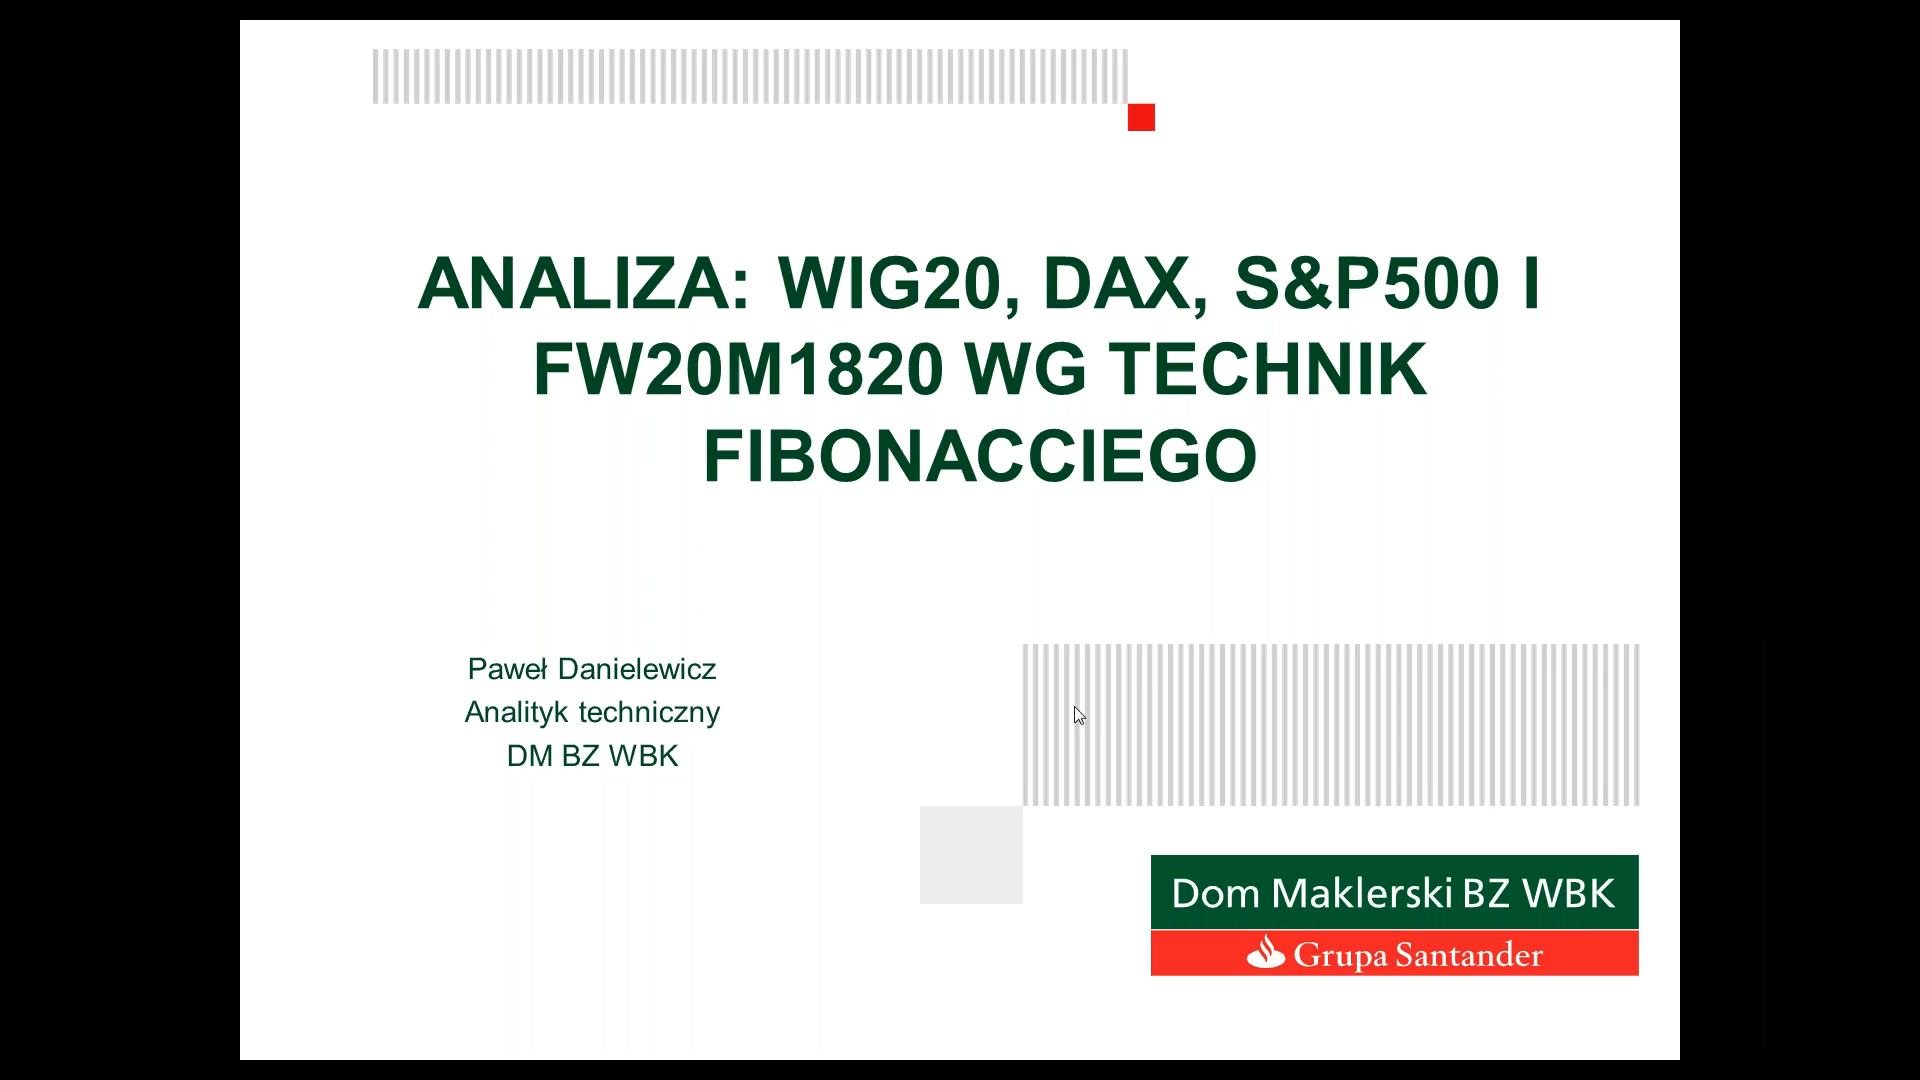 ANALIZA: WIG20, DAX, S&P500 I
FW20M1820 WG TECHNIK
FIBONACCIEGO
Paweł Danielewicz
Analityk techniczny
DM BZ WBK
Dom Maklerski BZ WBK
Grupa Santander